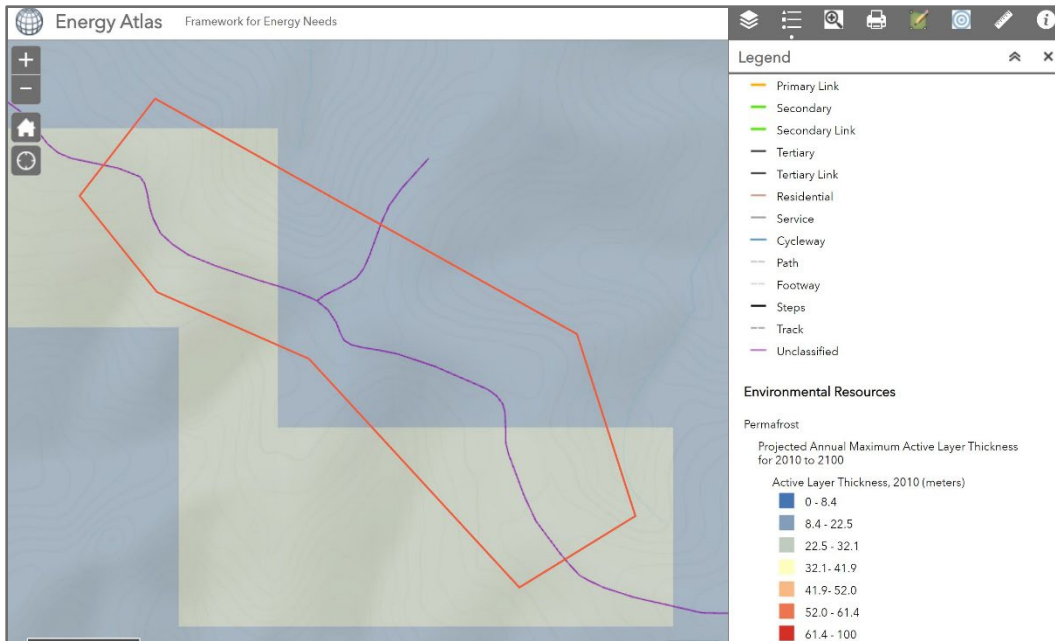 Energy Atlas Framework for Energy Needs
Legend
Primary Link
Secondary
Secondary Link
Tertiary
Tertiary Link
Residential
Service
Cycleway
Path
Footway
Steps
Track
Unclassified
Environmental Resources
Permafrost
Projected Annual Maximum Active Layer Thickness
for 2010 to 2100
Active Layer Thickness, 2010 (meters)
0 - 8.4
8.4 - 22.5
22.5 - 32.1
32.1- 41.9
41.9- 52.0
52.0 - 61.4
61.4 - 100